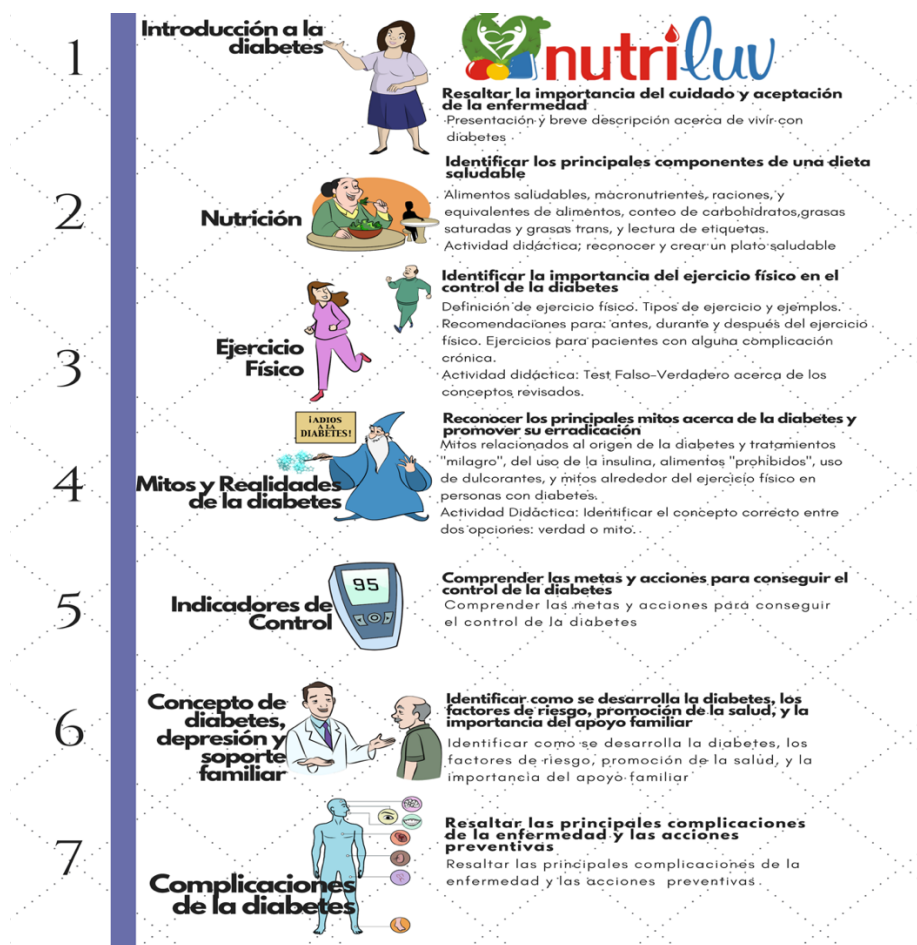 1
Introducción a la
diabetes
nutriluv
Resaltar la importancia del cuidado y aceptación
de la enfermedad
Presentación y breve descripción acerca de vivir con
diabetes
2
Nutrición
Identificar los principales componentes de una dieta
saludable
Alimentos saludables, macronutrientes, raciones, y
equivalentes de alimentos, conteo de carbohidratos,grasas
saturadas y grasas trans, y lectura de etiquetas.
Actividad didáctica; reconocer y crear un plato saludable
3
Ejercicio
Físico
Identificar la importancia del ejercicio físico en el
control de la diabetes
Definición de ejercicio físico. Tipos de ejercicio y ejemplos.
Recomendaciones para: antes, durante y después del ejercicio
físico. Ejercicios para pacientes con alguna complicación
crónica.
Actividad didáctica: Test Falso-Verdadero acerca de los
conceptos revisados.
4
¡ADIOS
A LA
DIABETES!
Mitos y Realidades
de la diabetes
Reconocer los principales mitos acerca de la diabetes y
promover su erradicación
Mitos relacionados al origen de la diabetes y tratamientos
"milagro", del uso de la insulina, alimentos "prohibidos", uso
de dulcorantes, y mitos alrededor del ejercicio físico en
personas con diabetes.
Actividad Didáctica: Identificar el concepto correcto entre
dos opciones: verdad o mito.
5
Indicadores de
Control
95
Comprender las metas y acciones para conseguir el
control de la diabetes
Comprender las metas y acciones para conseguir
el control de la diabetes
6
Concepto de
diabetes,
depresión y
soporte
familiar
Identificar como se desarrolla la diabetes, los
factores de riesgo, promoción de la salud, y la
importancia del apoyo familiar
Identificar como se desarrolla la diabetes, los
factores de riesgo, promoción de la salud, y la
importancia del apoyo familiar
7
Complicaciones
de la diabetes
Resaltar las principales complicaciones
de la enfermedad y las acciones
preventivas
Resaltar las principales complicaciones de la
enfermedad y las acciones preventivas.